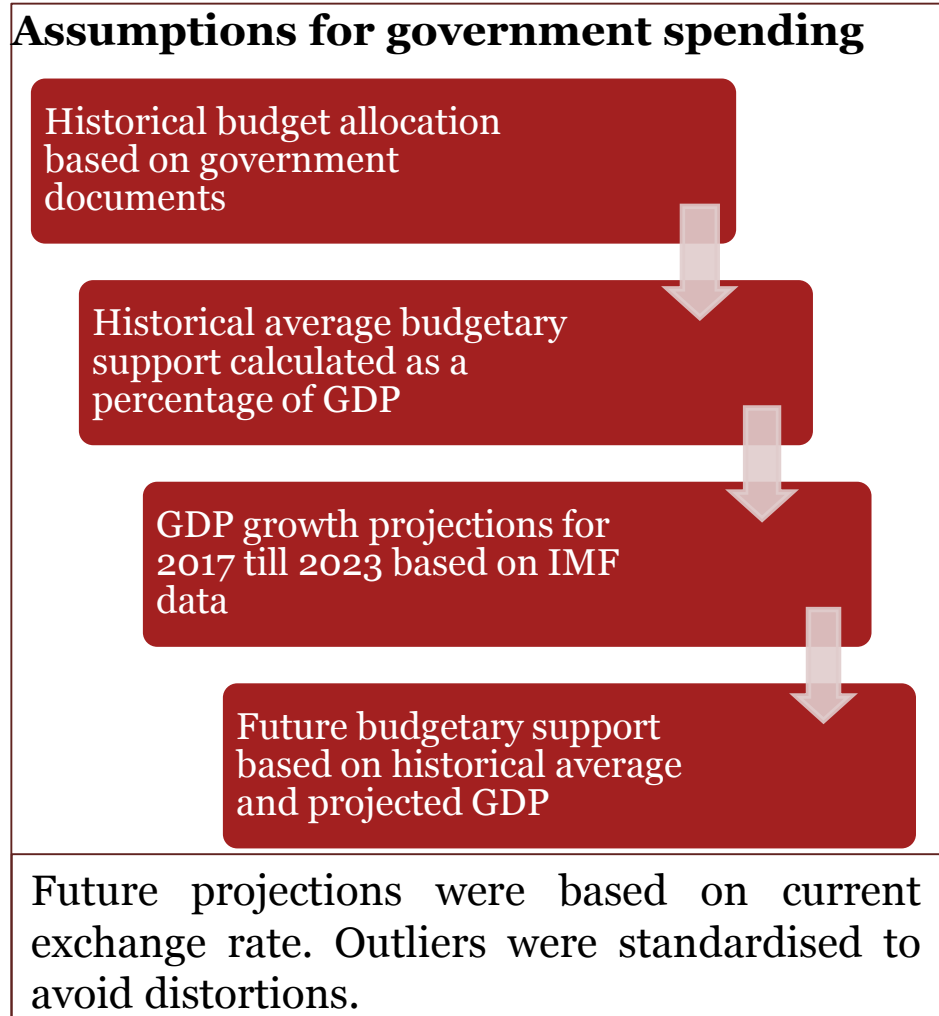 Assumptions for government spending
Historical budget allocation
based on government
documents
Historical average budgetary
support calculated as a
percentage of GDP
GDP growth projections for
2017 till 2023 based on IMF
data
Future budgetary support
based on historical average
and projected GDP
Future projections were based on current
exchange rate. Outliers were standardised to
avoid distortions.